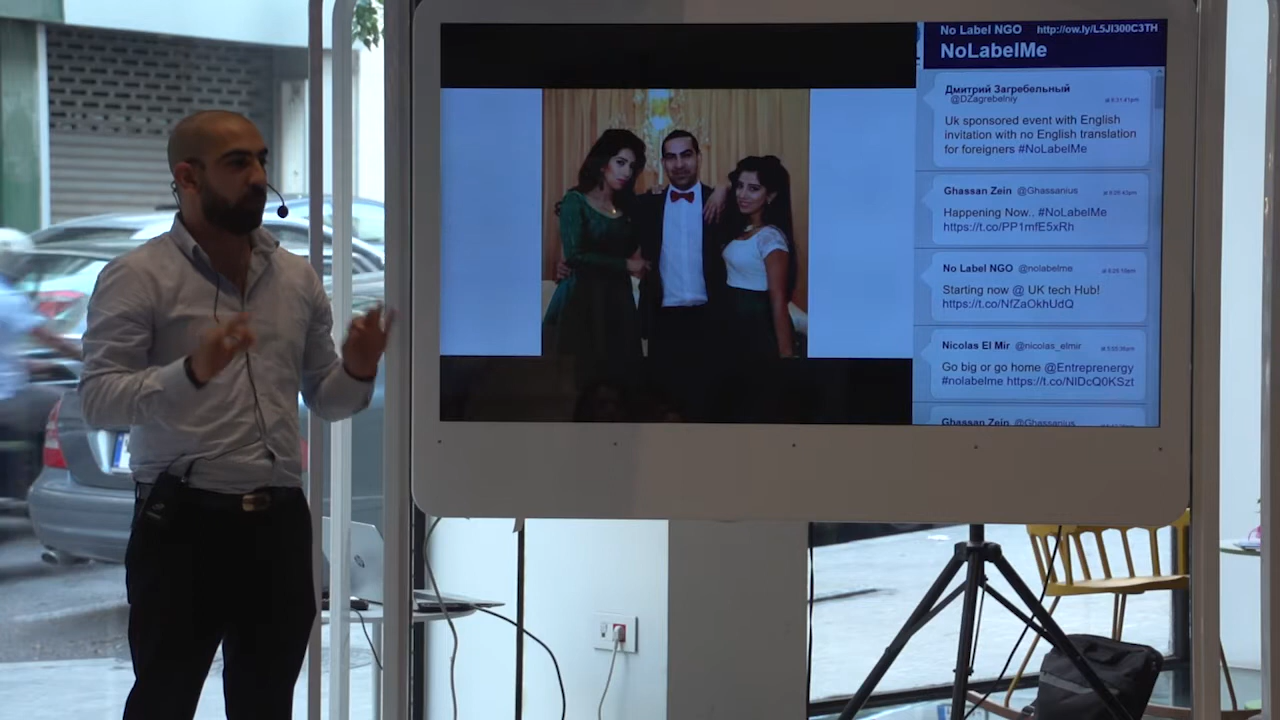 No Label NGO http://ow.ly/L5JI300C3TH
NoLabelMe
Дмитрий Загребельный
@DZagrebelniy
Uk sponsored event with English
invitation with no English translation
for foreigners #NoLabelMe
Ghassan Zein @Ghassanius
Happening Now.. #NoLabelMe
https://t.co/PP1mfE5xRh
No Label NGO @nolabelme
Starting now @ UK tech Hub!
https://t.co/NfZaOkhUdQ
Nicolas El Mir @nicolas_elmir
Go big or go home @Entreprenergy
#nolabelme https://t.co/NIDcQ0KSzt
Ghassan Zein @Ghassanius